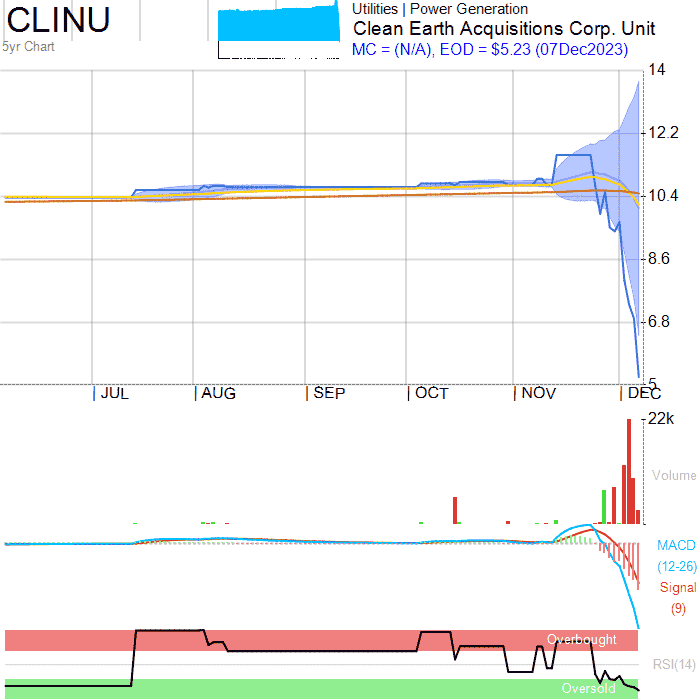 CLINU
5yr Chart
Utilities | Power Generation
Clean Earth Acquisitions Corp. Unit
MC = (N/A), EOD = $5.23 (07Dec2023)
14
12.2
10.4
8.6
6.8
5
JUL AUG SEP OCT NOV DEC
22k
Volume
MACD
(12-26)
Signal
(9)
Overbought
RSI(14)
Oversold